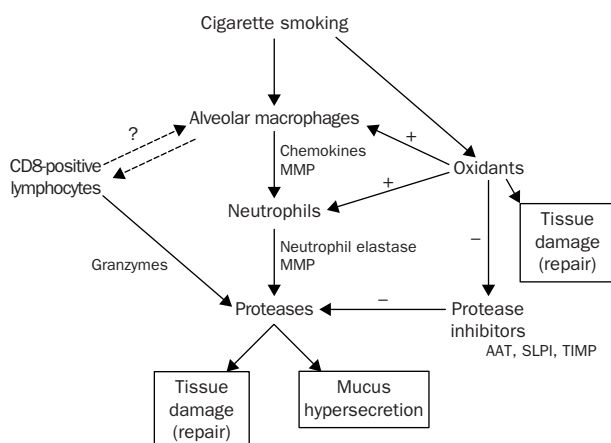 Cigarette smoking
Alveolar macrophages
?
+
CD8-positive
lymphocytes
Chemokines
MMP
Oxidants
+
Neutrophils
Tissue
damage
(repair)
–
Granzymes
Neutrophil elastase
MMP
Proteases
–
Protease
inhibitors
AAT, SLPI, TIMP
Tissue
damage
(repair)
Mucus
hypersecretion